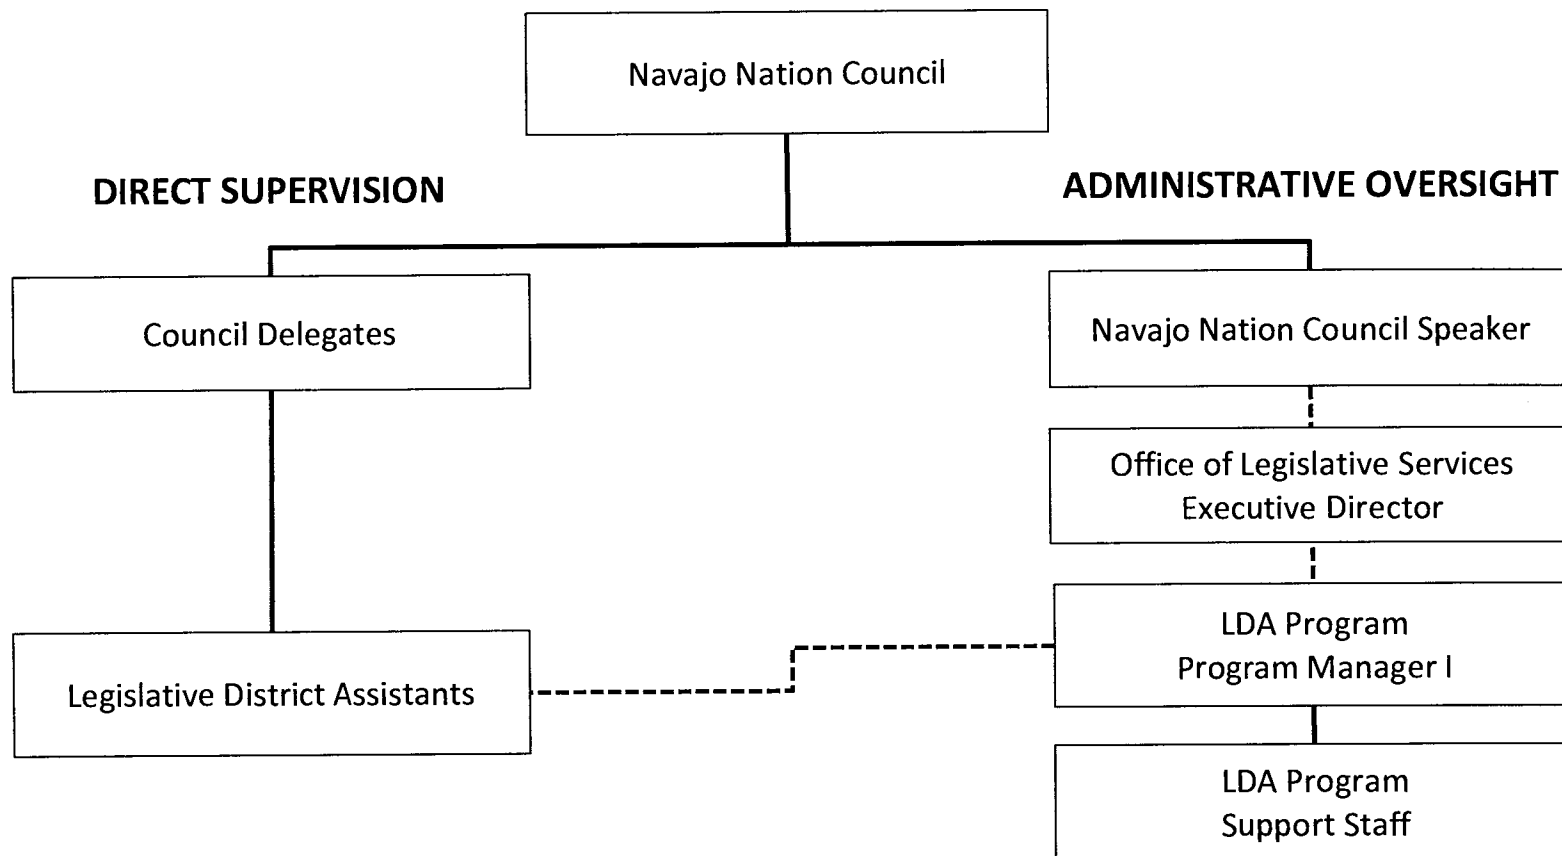 Navajo Nation Council
DIRECT SUPERVISION
ADMINISTRATIVE OVERSIGHT
Council Delegates
Navajo Nation Council Speaker
Office of Legislative Services
Executive Director
LDA Program
Program Manager I
Legislative District Assistants
LDA Program
Support Staff